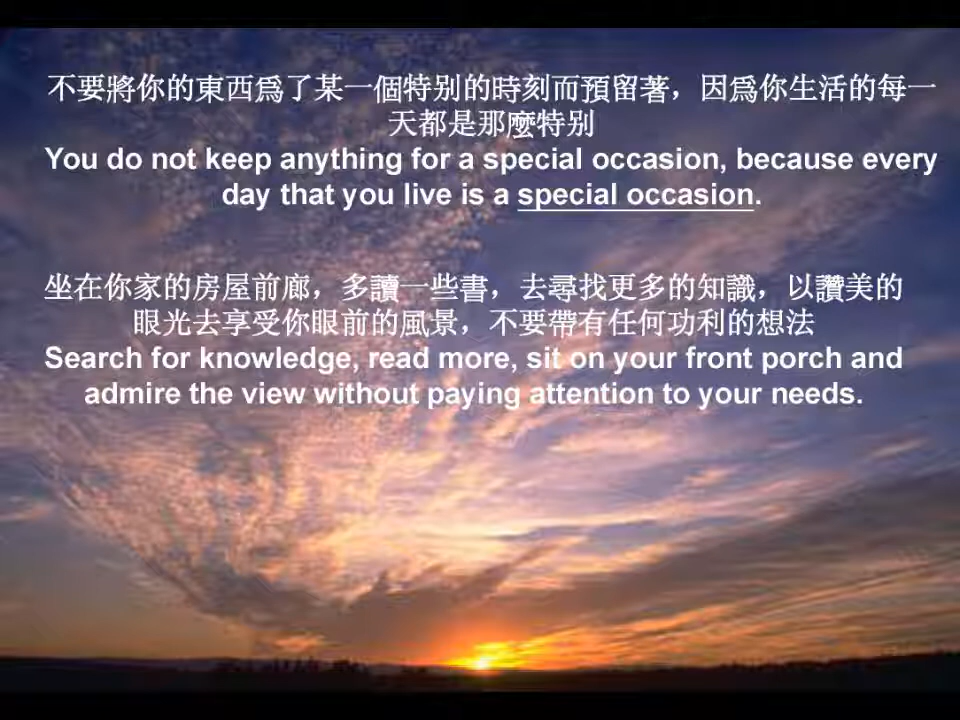 不要將你的東西爲了某一個特别的時刻而預留著，因爲你生活的每一
天都是那麼特别
You do not keep anything for a special occasion, because every
day that you live is a special occasion.
坐在你家的房屋前廊，多讀一些書，去尋找更多的知識，以讚美的
眼光去享受你眼前的風景，不要帶有任何功利的想法
Search for knowledge, read more, sit on your front porch and
admire the view without paying attention to your needs.